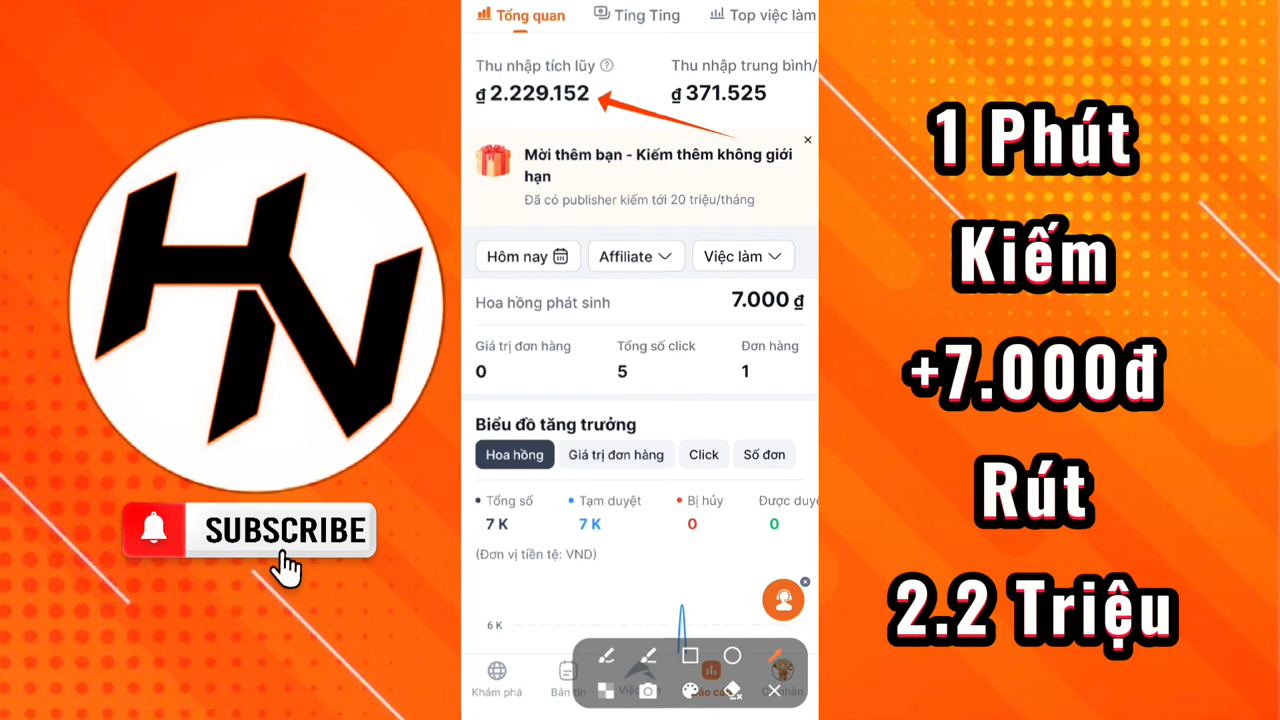 HN
SUBSCRIBE
Tổng quan
Ting Ting
Top việc làm
Thu nhập tích lũy ?
Thu nhập trung bình/
₫ 2.229.152
₫ 371.525
Mời thêm bạn - Kiếm thêm không giới
hạn
Đã có publisher kiếm tới 20 triệu/tháng
Hôm nay
Affiliate
Việc làm
Hoa hồng phát sinh
7.000 ₫
Giá trị đơn hàng
Tổng số click
Đơn hàng
0
5
1
Biểu đồ tăng trưởng
Hoa hồng
Giá trị đơn hàng
Click
Số đơn
Tổng số
Tạm duyệt
Bị hủy
Được duyệ
7 K
7 K
0
0
(Đơn vị tiền tệ: VND)
6 K
Khám phá
1 Phút
Kiếm
+7.000đ
Rút
2.2 Triệu